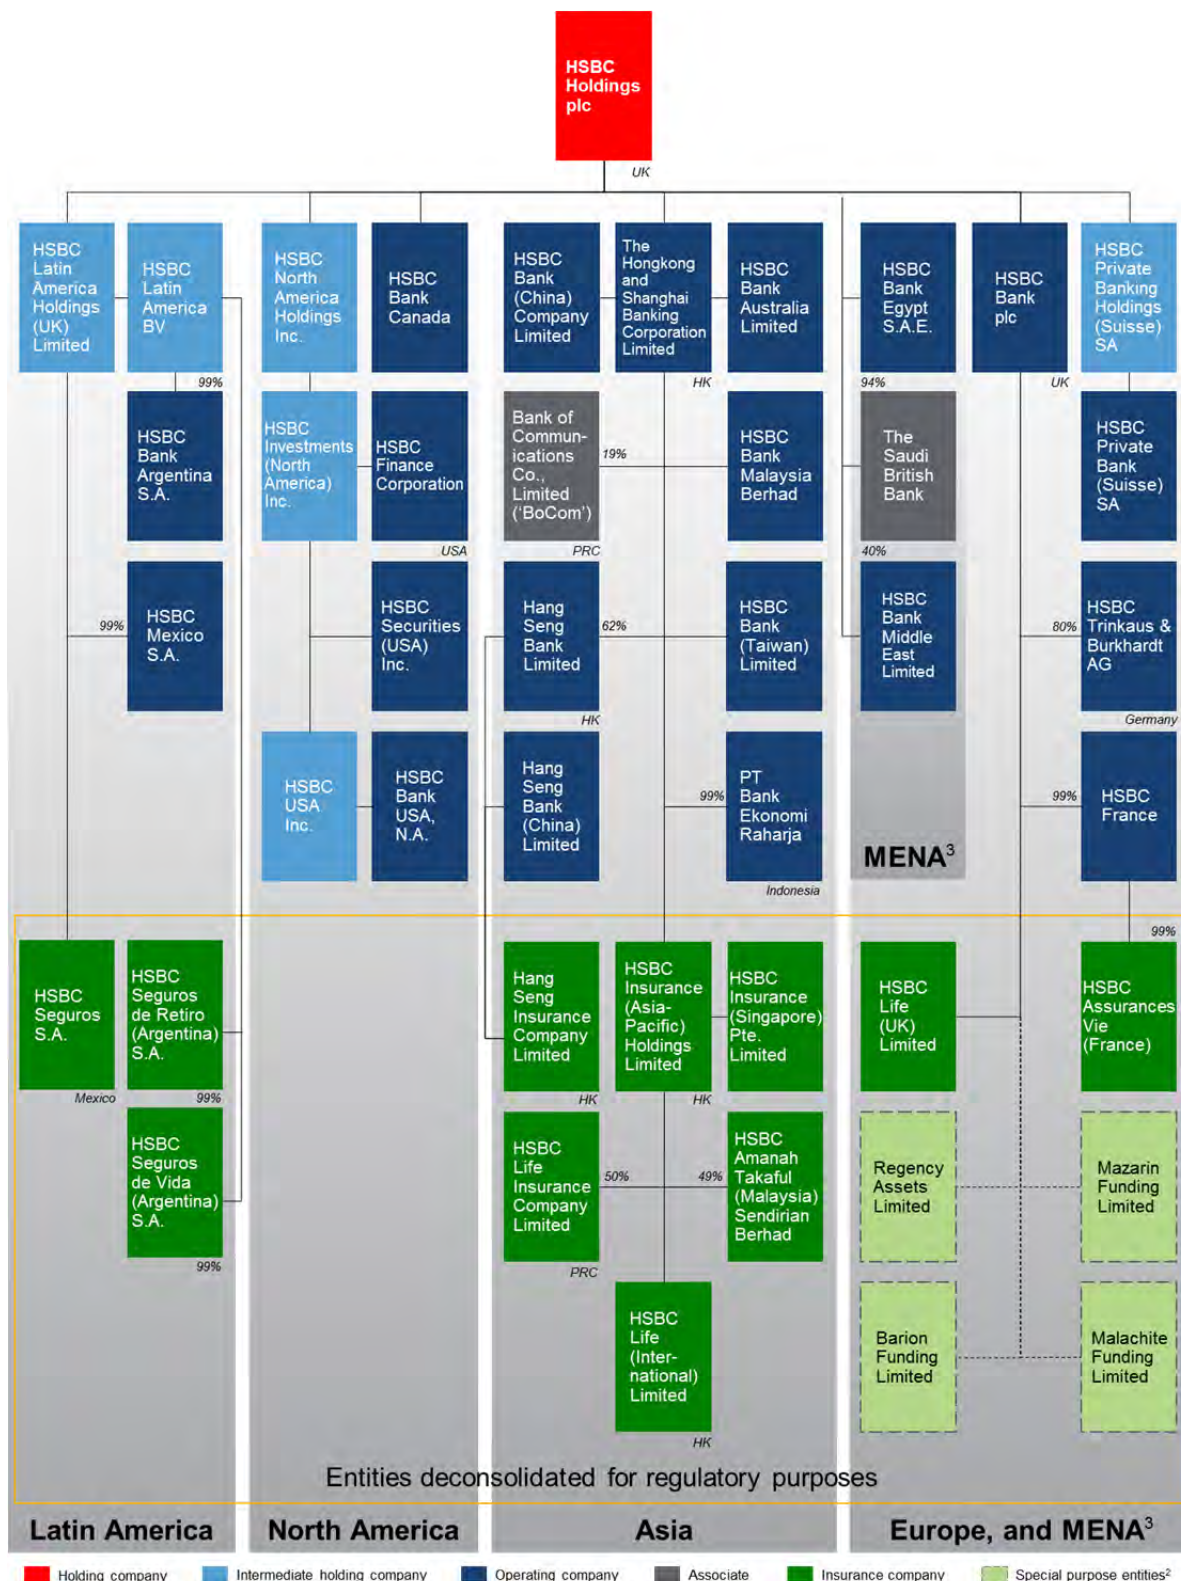 HSBC
Holdings
plc
UK
HSBC
Latin
America
Holdings
(UK)
Limited
HSBC
Latin
America
BV
99%
HSBC
North
America
Holdings
Inc.
HSBC
Bank
Canada
HSBC
Bank
(China)
Company
Limited
The
Hongkong
and
Shanghai
Banking
Corporation
Limited
HK
HSBC
Bank
Australia
Limited
HSBC
Bank
Egypt
S.A.E.
94%
HSBC
Bank
plc
UK
HSBC
Private
Banking
Holdings
(Suisse)
SA
HSBC
Bank
Argentina
S.A.
HSBC
Investments
(North
America)
Inc.
HSBC
Finance
Corporation
USA
Bank of
Commun-
ications
Co.,
Limited
(‘BoCom’)
19%
PRC
HSBC
Bank
Malaysia
Berhad
The
Saudi
British
Bank
40%
HSBC
Private
Bank
(Suisse)
SA
99%
HSBC
Mexico
S.A.
HSBC
Securities
(USA)
Inc.
Hang
Seng
Bank
Limited
62%
HK
HSBC
Bank
(Taiwan)
Limited
HSBC
Bank
Middle
East
Limited
80%
HSBC
Trinkaus &
Burkhardt
AG
Germany
HSBC
USA
Inc.
HSBC
Bank
USA,
N.A.
Hang
Seng
Bank
(China)
Limited
99%
PT
Bank
Ekonomi
Raharja
Indonesia
MENA3
99%
HSBC
France
99%
HSBC
Seguros
S.A.
Mexico
HSBC
Seguros
de Retiro
(Argentina)
S.A.
99%
Hang
Seng
Insurance
Company
Limited
HK
HSBC
Insurance
(Asia-
Pacific)
Holdings
Limited
HK
HSBC
Insurance
(Singapore)
Pte.
Limited
HSBC
Life
(UK)
Limited
HSBC
Assurances
Vie
(France)
HSBC
Seguros
de Vida
(Argentina)
S.A.
99%
HSBC
Life
Insurance
Company
Limited
50%
PRC
49%
HSBC
Amanah
Takaful
(Malaysia)
Sendirian
Berhad
Regency
Assets
Limited
Mazarin
Funding
Limited
HSBC
Life
(Inter-
national)
Limited
HK
Barion
Funding
Limited
Malachite
Funding
Limited
Entities deconsolidated for regulatory purposes
Latin America
North America
Asia
Europe, and MENA3
Holding company
Intermediate holding company
Operating company
Associate
Insurance company
Special purpose entities2